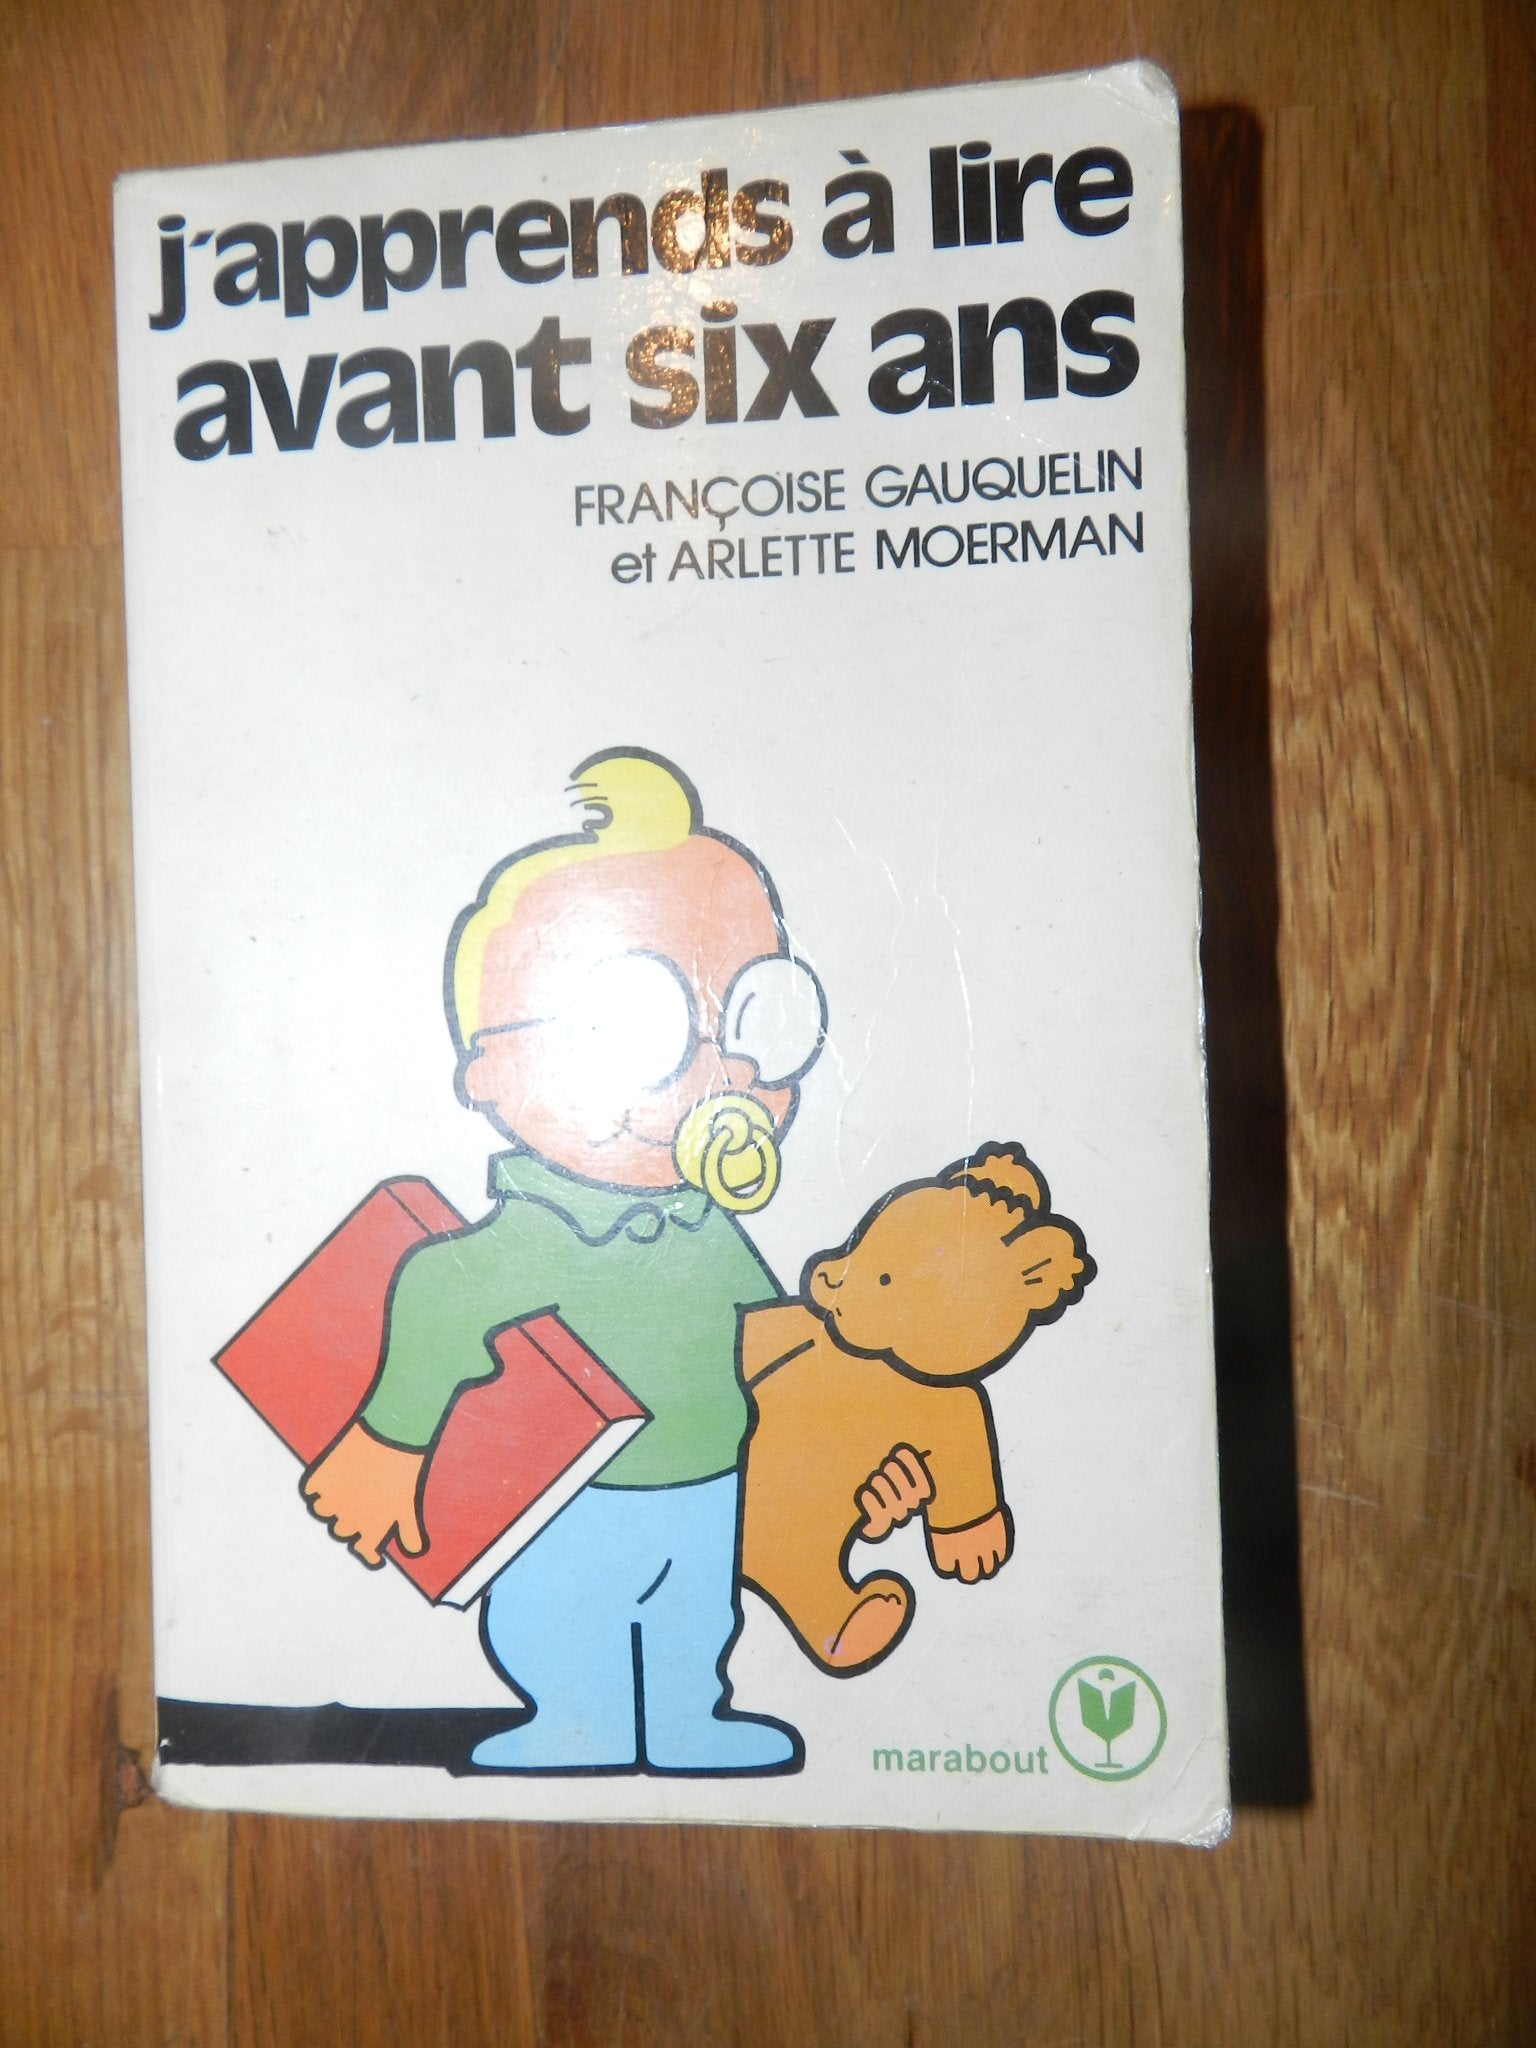 j'apprends à lire
avant six ans
FRANÇOISE GAUQUELIN
et ARLETTE MOERMAN
marabout